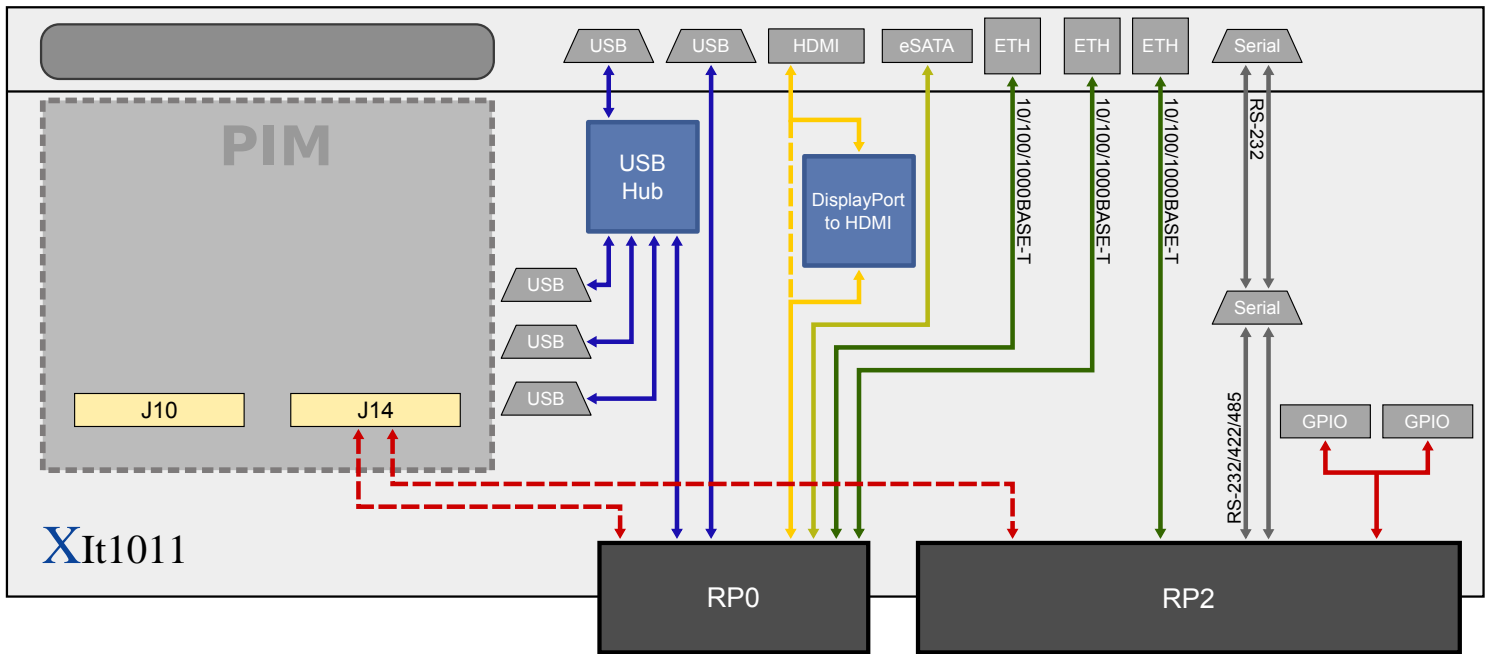 USB
USB
HDMI
eSATA
ETH
ETH
ETH
Serial
PIM
USB
Hub
DisplayPort
to HDMI
10/100/1000BASE-T
10/100/1000BASE-T
10/100/1000BASE-T
RS-232
USB
USB
USB
Serial
J10
J14
RS-232/422/485
GPIO
GPIO
XIt1011
RP0
RP2